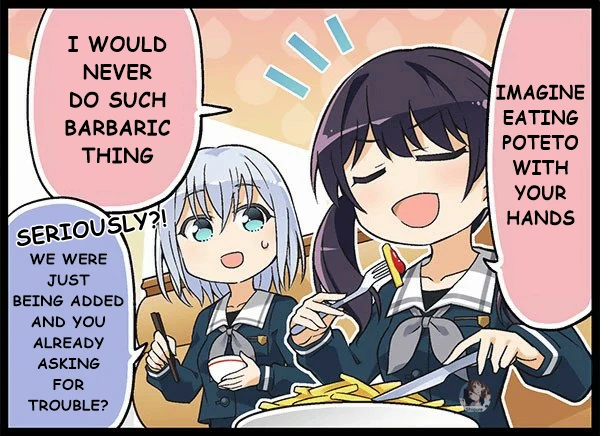 IMAGINE
EATING
POTETO
WITH
YOUR
HANDS
I WOULD
NEVER
DO SUCH
BARBARIC
THING
SERIOUSLY?!
WE WERE
JUST
BEING ADDED
AND YOU
ALREADY
ASKING
FOR
TROUBLE?